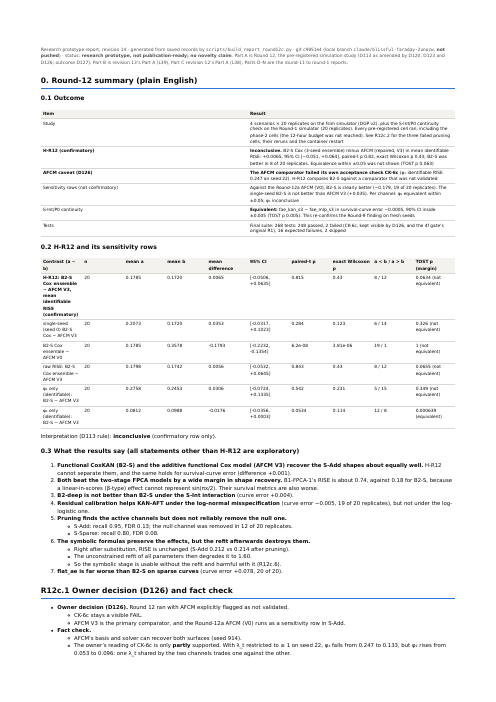 Research prototype report, revision 14 · generated from saved records by scripts/build_report_round12c.py · git (local branch claude/blissful-faraday-2unxow, not
pushed) · status: research prototype, not publication-ready; no novelty claim. Part A is Round 12, the pre-registered simulation study (D113 as amended by D120, D123 and
D126; outcome D127). Part B is revision 13's Part A (L39), Part C revision 12's Part A (L38). Parts D–N are the round-11 to round-1 reports.
0. Round-12 summary (plain English)
0.1 Outcome
Item Result
Study 4 scenarios × 20 replicates on the firm simulator (DGP v2), plus the S-Int/P0 continuity
check on the Round-s simulator (20 replicates). Every pre-registered cell ran, including the
phase-2 cells (the 12-hour budget was not reached). See R12c.2 for the three failed pruning
cells, their reruns and the container restart
H-R12 (confirmatory) Inconclusive. B2-S Cox (3-seed ensemble) minus AFCM (repaired, V3) in mean identifiable
RISE: +0.0065, 95% CI [−0.051, +0.064], paired-t p 0.82, exact Wilcoxon p 0.43, B2-S was
better in 8 of 20 replicates. Equivalence within ±0.05 was not shown (TOST p 0.063)
AFCM caveat (D126) The AFCM comparator failed its own acceptance check CK-6c (φ₁ identifiable RISE
0.247 on seed 22). H-R12 compares B2-S against a comparator that was not validated
Sensitivity rows (not confirmatory) Against the Round-12a AFCM (V0), B2-S is clearly better (−0.179, 19 of 20 replicates). The
single-seed B2-S is not better than AFCM V3 (+0.035). Per channel: φ₂ equivalent within
±0.05; φ₁ inconclusive
S-Int/P0 continuity Equivalent: fae_kan_s3 − fae_mlp_s3 in survival-curve error −0.0005, 90% CI inside
±0.005 (TOST p 0.005). This re-confirms the Round-9 finding on fresh seeds
Tests Final suite: 268 tests: 248 passed, 2 failed (CK-6c, kept visible by D126, and the df gate's
original R1); 16 expected failures, 2 skipped
0.2 H-R12 and its sensitivity rows
Contrast (a − b) n mean a mean b mean difference 95% CI paired-t p exact Wilcoxon p a < b / a > b TOST p (margin)
H-R12: B2-S Cox ensemble − AFCM V3, mean identifiable RISE (confirmatory) 20 0.1785 0.1720 0.0065 [-0.0506, +0.0635] 0.815 0.43 8 / 12 0.0634 (not equivalent)
single-seed (seed 0) B2-S Cox − AFCM V3 20 0.2073 0.1720 0.0353 [-0.0317, +0.1023] 0.284 0.123 6 / 14 0.326 (not equivalent)
B2-S Cox ensemble − AFCM V0 20 0.1785 0.3578 -0.1793 [-0.2232, -0.1354] 6.2e-08 3.81e-06 19 / 1 1 (not equivalent)
raw RISE: B2-S Cox ensemble − AFCM V3 20 0.1798 0.1742 0.0056 [-0.0532, +0.0645] 0.843 0.43 8 / 12 0.0655 (not equivalent)
φ₁ only (identifiable): B2-S − AFCM V3 20 0.2758 0.2453 0.0306 [-0.0724, +0.1335] 0.542 0.231 5 / 15 0.349 (not equivalent)
φ₂ only (identifiable): B2-S − AFCM V3 20 0.0812 0.0988 -0.0176 [-0.0356, +0.0003] 0.0534 0.114 12 / 8 0.000639 (equivalent)
Interpretation (D113 rule): inconclusive (confirmatory row only).
0.3 What the results say (all statements other than H-R12 are exploratory)
1. Functional CoxKAN (B2-S) and the additive functional Cox model (AFCM V3) recover the S-Add shapes about equally well. H-R12
cannot separate them, and the same holds for survival-curve error (difference +0.001).
2. Both beat the two-stage FPCA models by a wide margin in shape recovery. B1-FPCA-1's RISE is about 0.74, against 0.18 for B2-S, because
a linear-in-scores (β-type) effect cannot represent sin(πx/2). Their survival metrics are also worse.
3. B2-deep is not better than B2-S under the S-Int interaction (curve error +0.004).
4. Residual calibration helps KAN-AFT under the log-normal misspecification (curve error −0.005, 19 of 20 replicates), but not under the log-
logistic one.
5. Pruning finds the active channels but does not reliably remove the null one.
○ S-Add: recall 0.95, FDR 0.13; the null channel was removed in 12 of 20 replicates.
○ S-Sparse: recall 0.80, FDR 0.08.
6. The symbolic formulas preserve the effects, but the refit afterwards destroys them.
○ Right after substitution, RISE is unchanged (S-Add 0.212 vs 0.214 after pruning).
○ The unconstrained refit of all parameters then degrades it to 1.60.
○ So the symbolic stage is usable without the refit and harmful with it (R12c.6).
7. flat_ae is far worse than B2-S on sparse curves (curve error +0.078, 20 of 20).
R12c.1 Owner decision (D126) and fact check
• Owner decision (D126). Round 12 ran with AFCM explicitly flagged as not validated.
○ CK-6c stays a visible FAIL.
○ AFCM V3 is the primary comparator, and the Round-12a AFCM (V0) runs as a sensitivity row in S-Add.
• Fact check.
○ AFCM's basis and solver can recover both surfaces (seed 914).
○ The owner's reading of CK-6c is only partly supported. With λ_t restricted to ≥ 1 on seed 22, φ₁ falls from 0.247 to 0.133, but φ₂ rises from
0.053 to 0.096: one λ_t shared by the two channels trades one against the other.